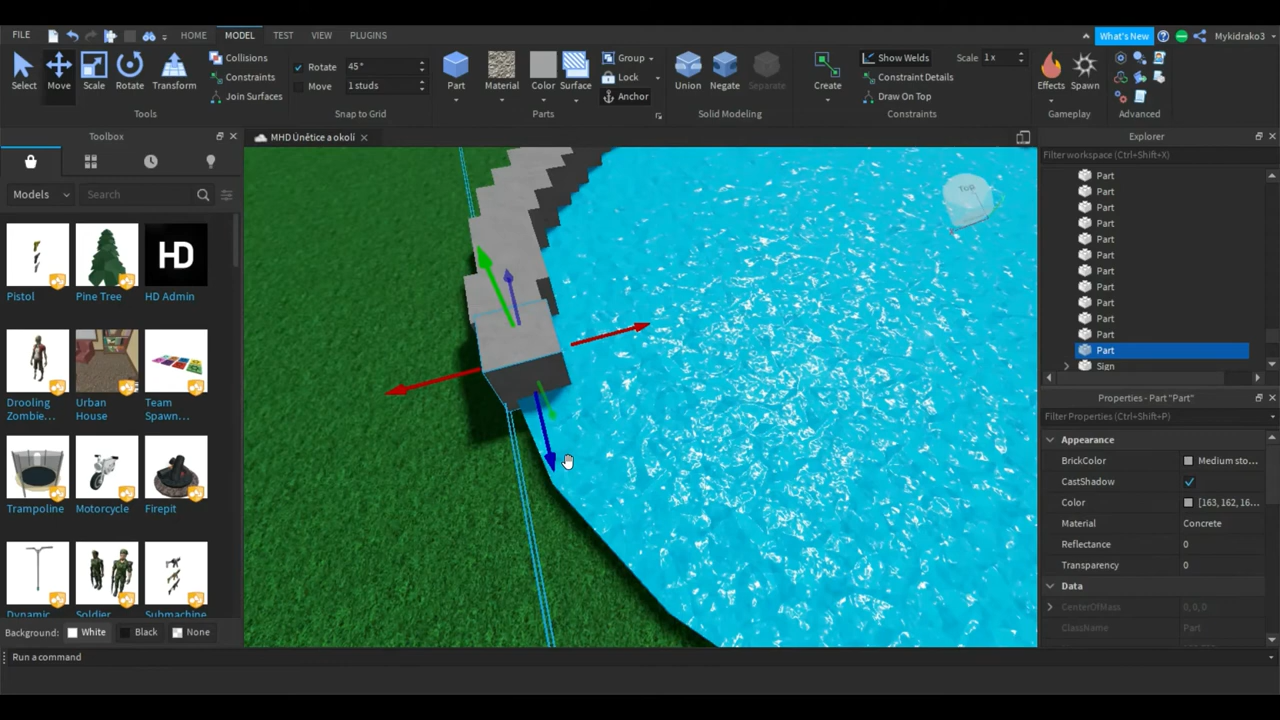 FILE HOME MODEL TEST VIEW PLUGINS What's New Mykidrako3
Select Move Scale Rotate Transform
Collisions
Constraints
Join Surfaces
Tools
Rotate 45°
Move 1 studs
Snap to Grid
Part Material Color Surface
Group
Lock
Anchor
Parts
Union Negate Separate
Solid Modeling
Create
Show Welds Scale 1 x
Constraint Details
Draw On Top
Constraints
Effects Spawn
Gameplay
Advanced
Toolbox
MHD Únětice a okolí
Models Search
HD
Pistol Pine Tree HD Admin
Drooling Zombie... Urban House Team Spawn...
Trampoline Motorcycle Firepit
Dynamic Soldier Submachine
Background: White Black None
Run a command
Top
Explorer
Filter workspace (Ctrl+Shift+X)
Part
Part
Part
Part
Part
Part
Part
Part
Part
Part
Part
Part
Sign
Properties - Part "Part"
Filter Properties (Ctrl+Shift+P)
Appearance
BrickColor Medium sto...
CastShadow
Color [163, 162, 16...
Material Concrete
Reflectance 0
Transparency 0
Data
CenterOfMass 0, 0, 0
ClassName Part